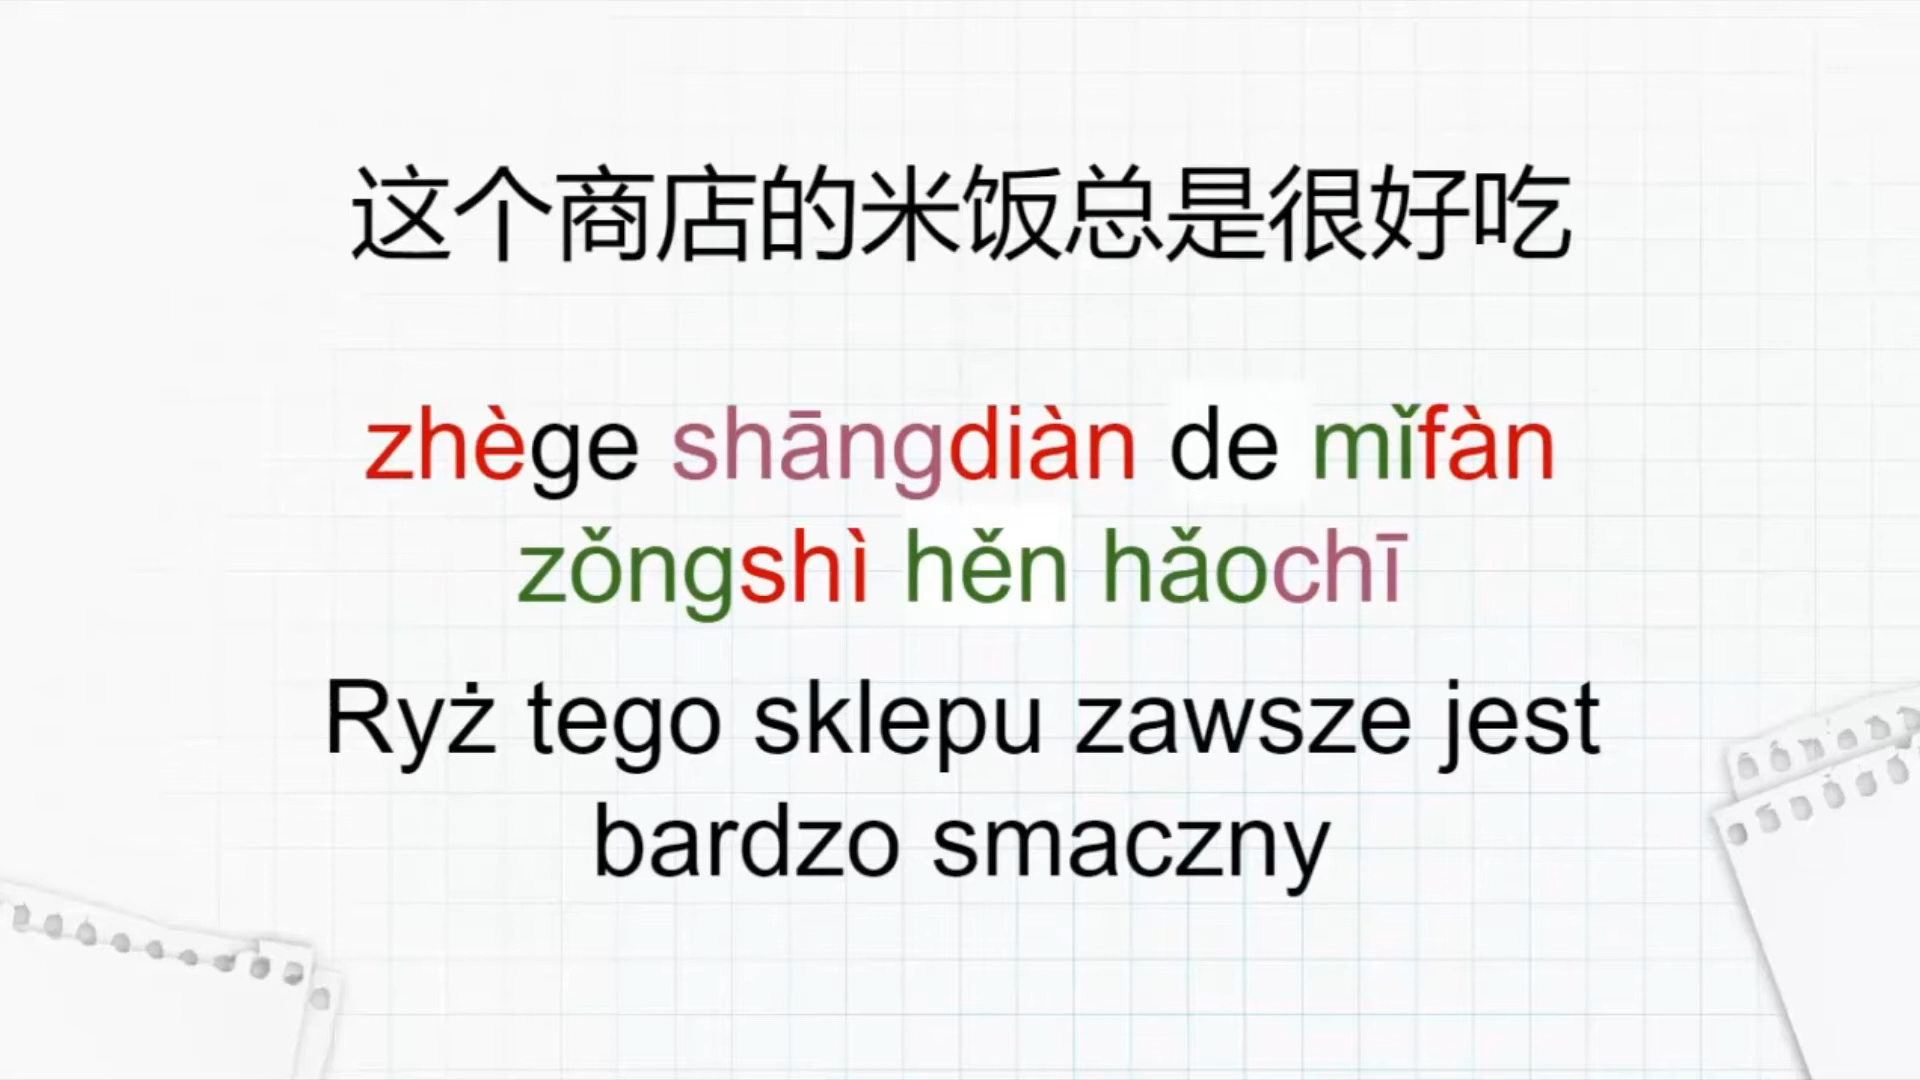 这个商店的米饭总是很好吃
zhège shāngdiàn de mǐfàn
zǒngshì hěn hǎochī
Ryż tego sklepu zawsze jest
bardzo smaczny